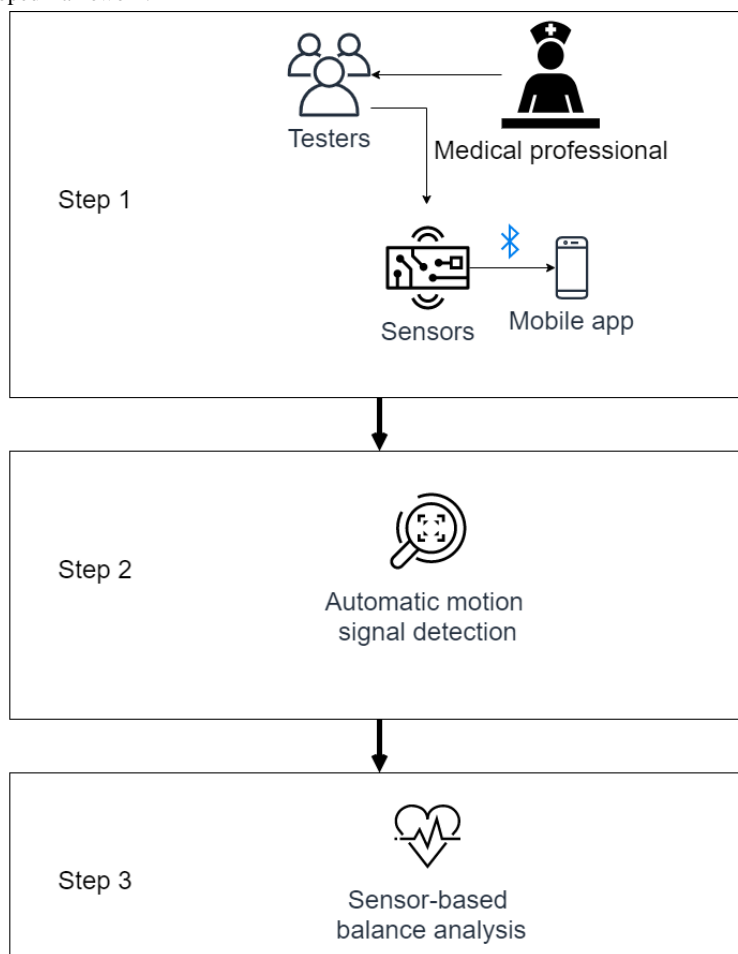 Testers
Medical professional
Step 1
Sensors
Mobile app
Step 2
Automatic motion
signal detection
Step 3
Sensor-based
balance analysis